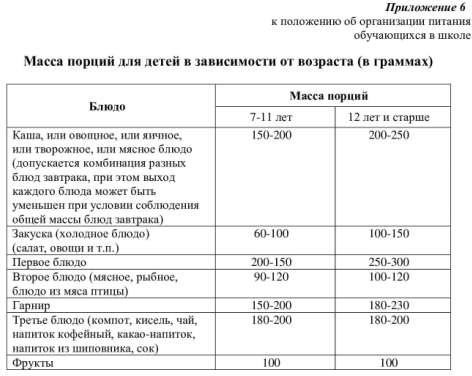 Приложение 6
к положению об организации питания
обучающихся в школе
Масса порций для детей в зависимости от возраста (в граммах)
Блюдо
Масса порций
7-11 лет
12 лет и старше
Каша, или овощное, или яичное,
или творожное, или мясное блюдо
(допускается комбинация разных
блюд завтрака, при этом выход
каждого блюда может быть
уменьшен при условии соблюдения
общей массы блюд завтрака)
150-200
200-250
Закуска (холодное блюдо)
(салат, овощи и т.п.)
60-100
100-150
Первое блюдо
200-150
250-300
Второе блюдо (мясное, рыбное,
блюдо из мяса птицы)
90-120
100-120
Гарнир
150-200
180-230
Третье блюдо (компот, кисель, чай,
напиток кофейный, какао-напиток,
напиток из шиповника, сок)
180-200
180-200
Фрукты
100
100